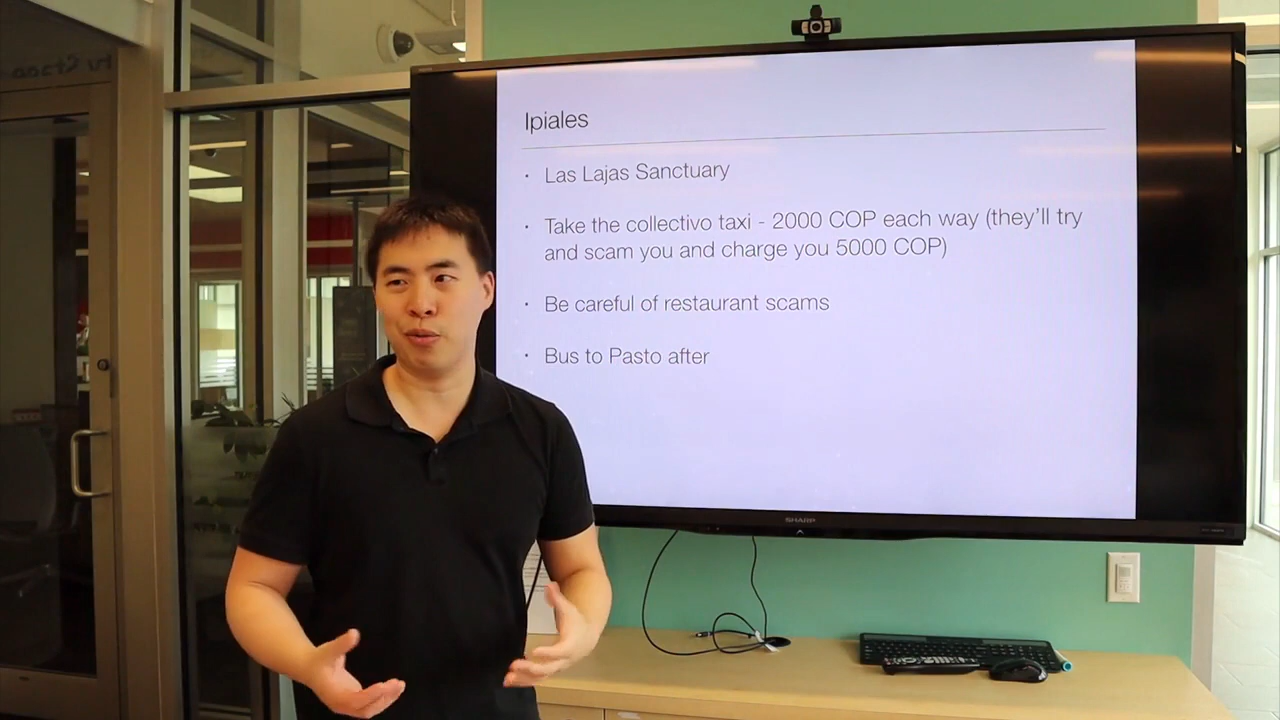 Ipiales
• Las Lajas Sanctuary
• Take the collectivo taxi - 2000 COP each way (they'll try
and scam you and charge you 5000 COP)
• Be careful of restaurant scams
• Bus to Pasto after
SHARP